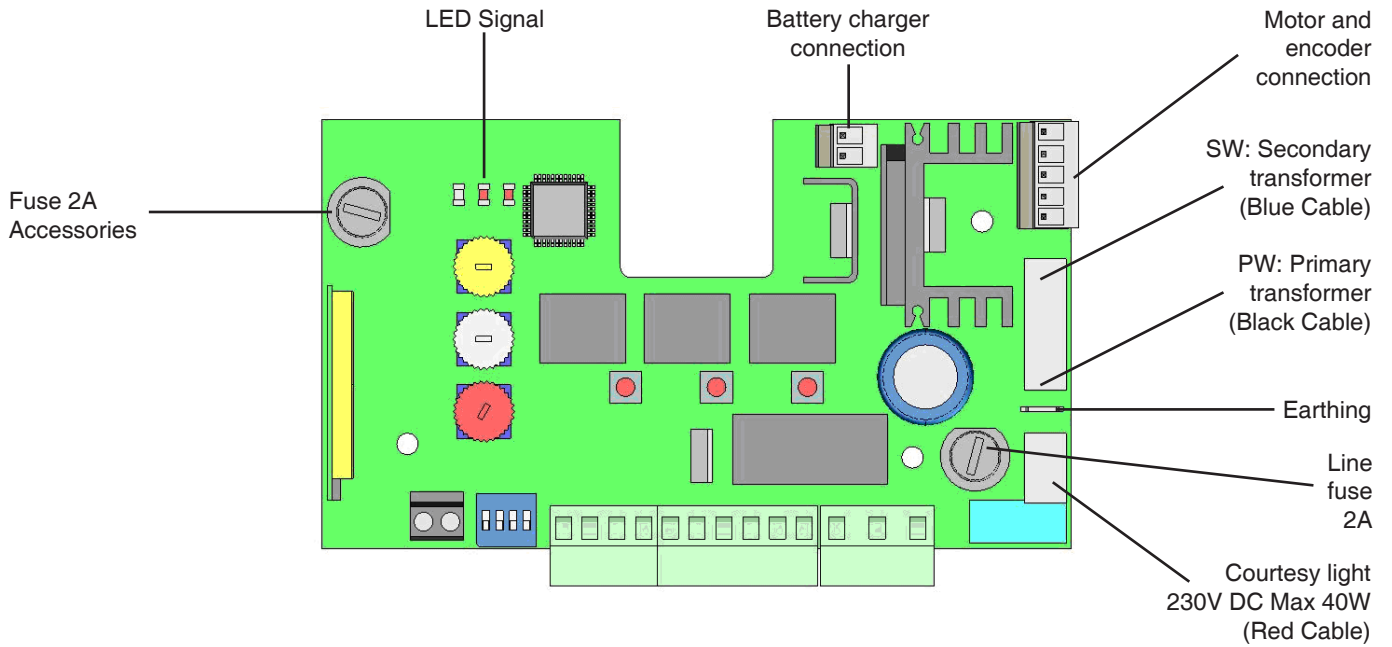 LED Signal
Battery charger
connection
Motor and
encoder
connection
SW: Secondary
transformer
(Blue Cable)
Fuse 2A
Accessories
PW: Primary
transformer
(Black Cable)
Earthing
Line
fuse
2A
Courtesy light
230V DC Max 40W
(Red Cable)